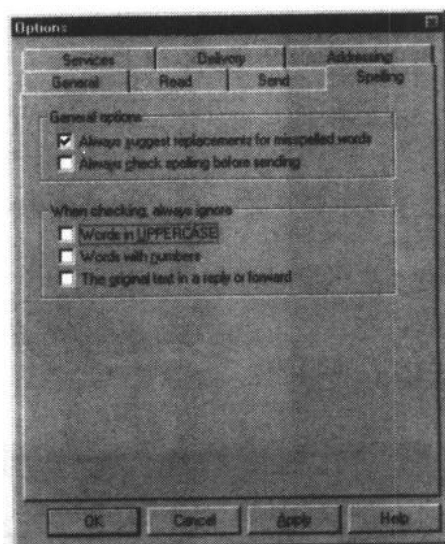 Options
Services Delivery Addressing
General Read Send Spelling
General options
Always suggest replacements for misspelled words
Always check spelling before sending
When checking, always ignore
Words in UPPERCASE
Words with numbers
The original text in a reply or forward
OK Cancel Apply Help